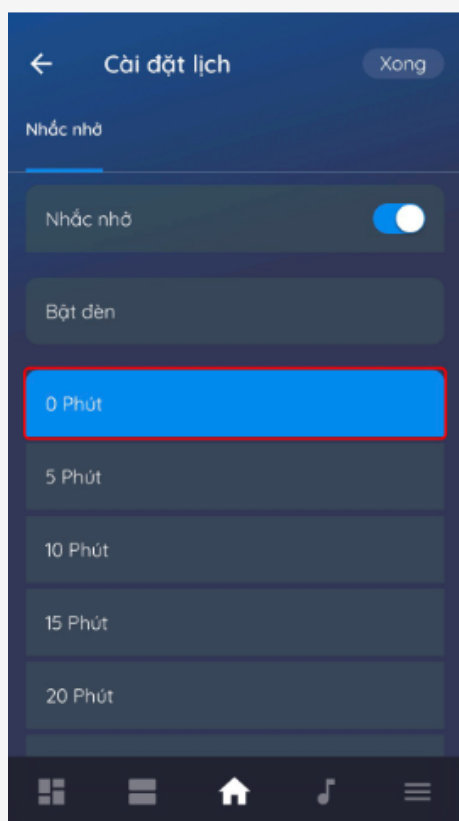 Cài đặt lịch
Xong
Nhắc nhở
Nhắc nhở
Bật đèn
0 Phút
5 Phút
10 Phút
15 Phút
20 Phút